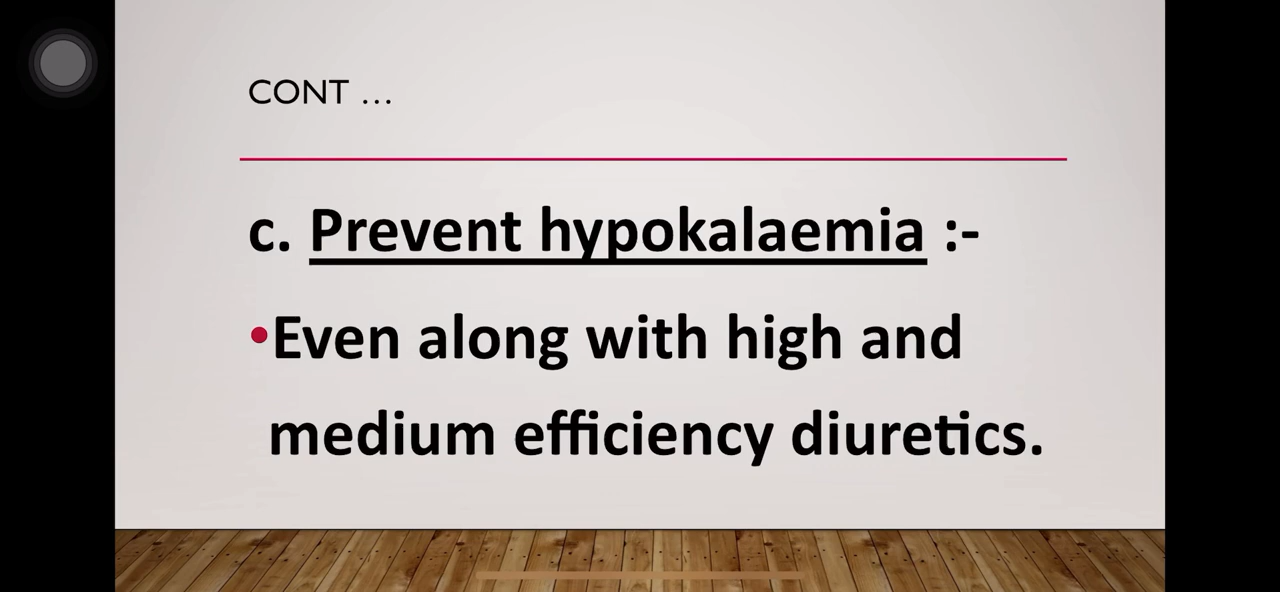 CONT …
c. Prevent hypokalaemia :-
•Even along with high and
medium efficiency diuretics.